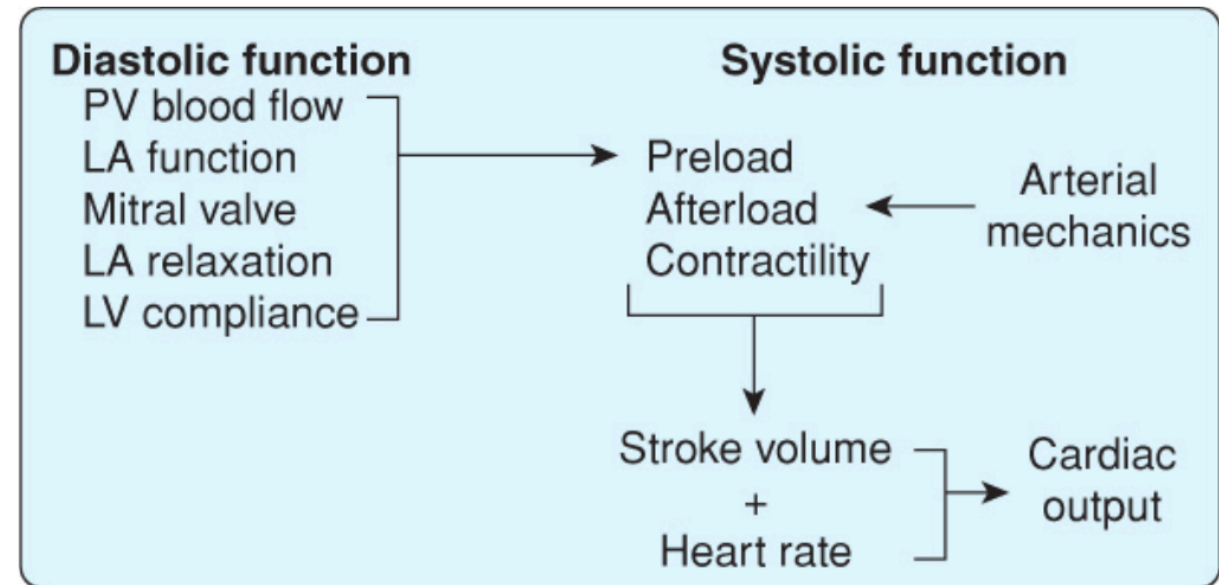 Diastolic function
PV blood flow
LA function
Mitral valve
LA relaxation
LV compliance
Systolic function
Preload
Afterload
Contractility
Arterial
mechanics
Stroke volume
+
Heart rate
Cardiac
output